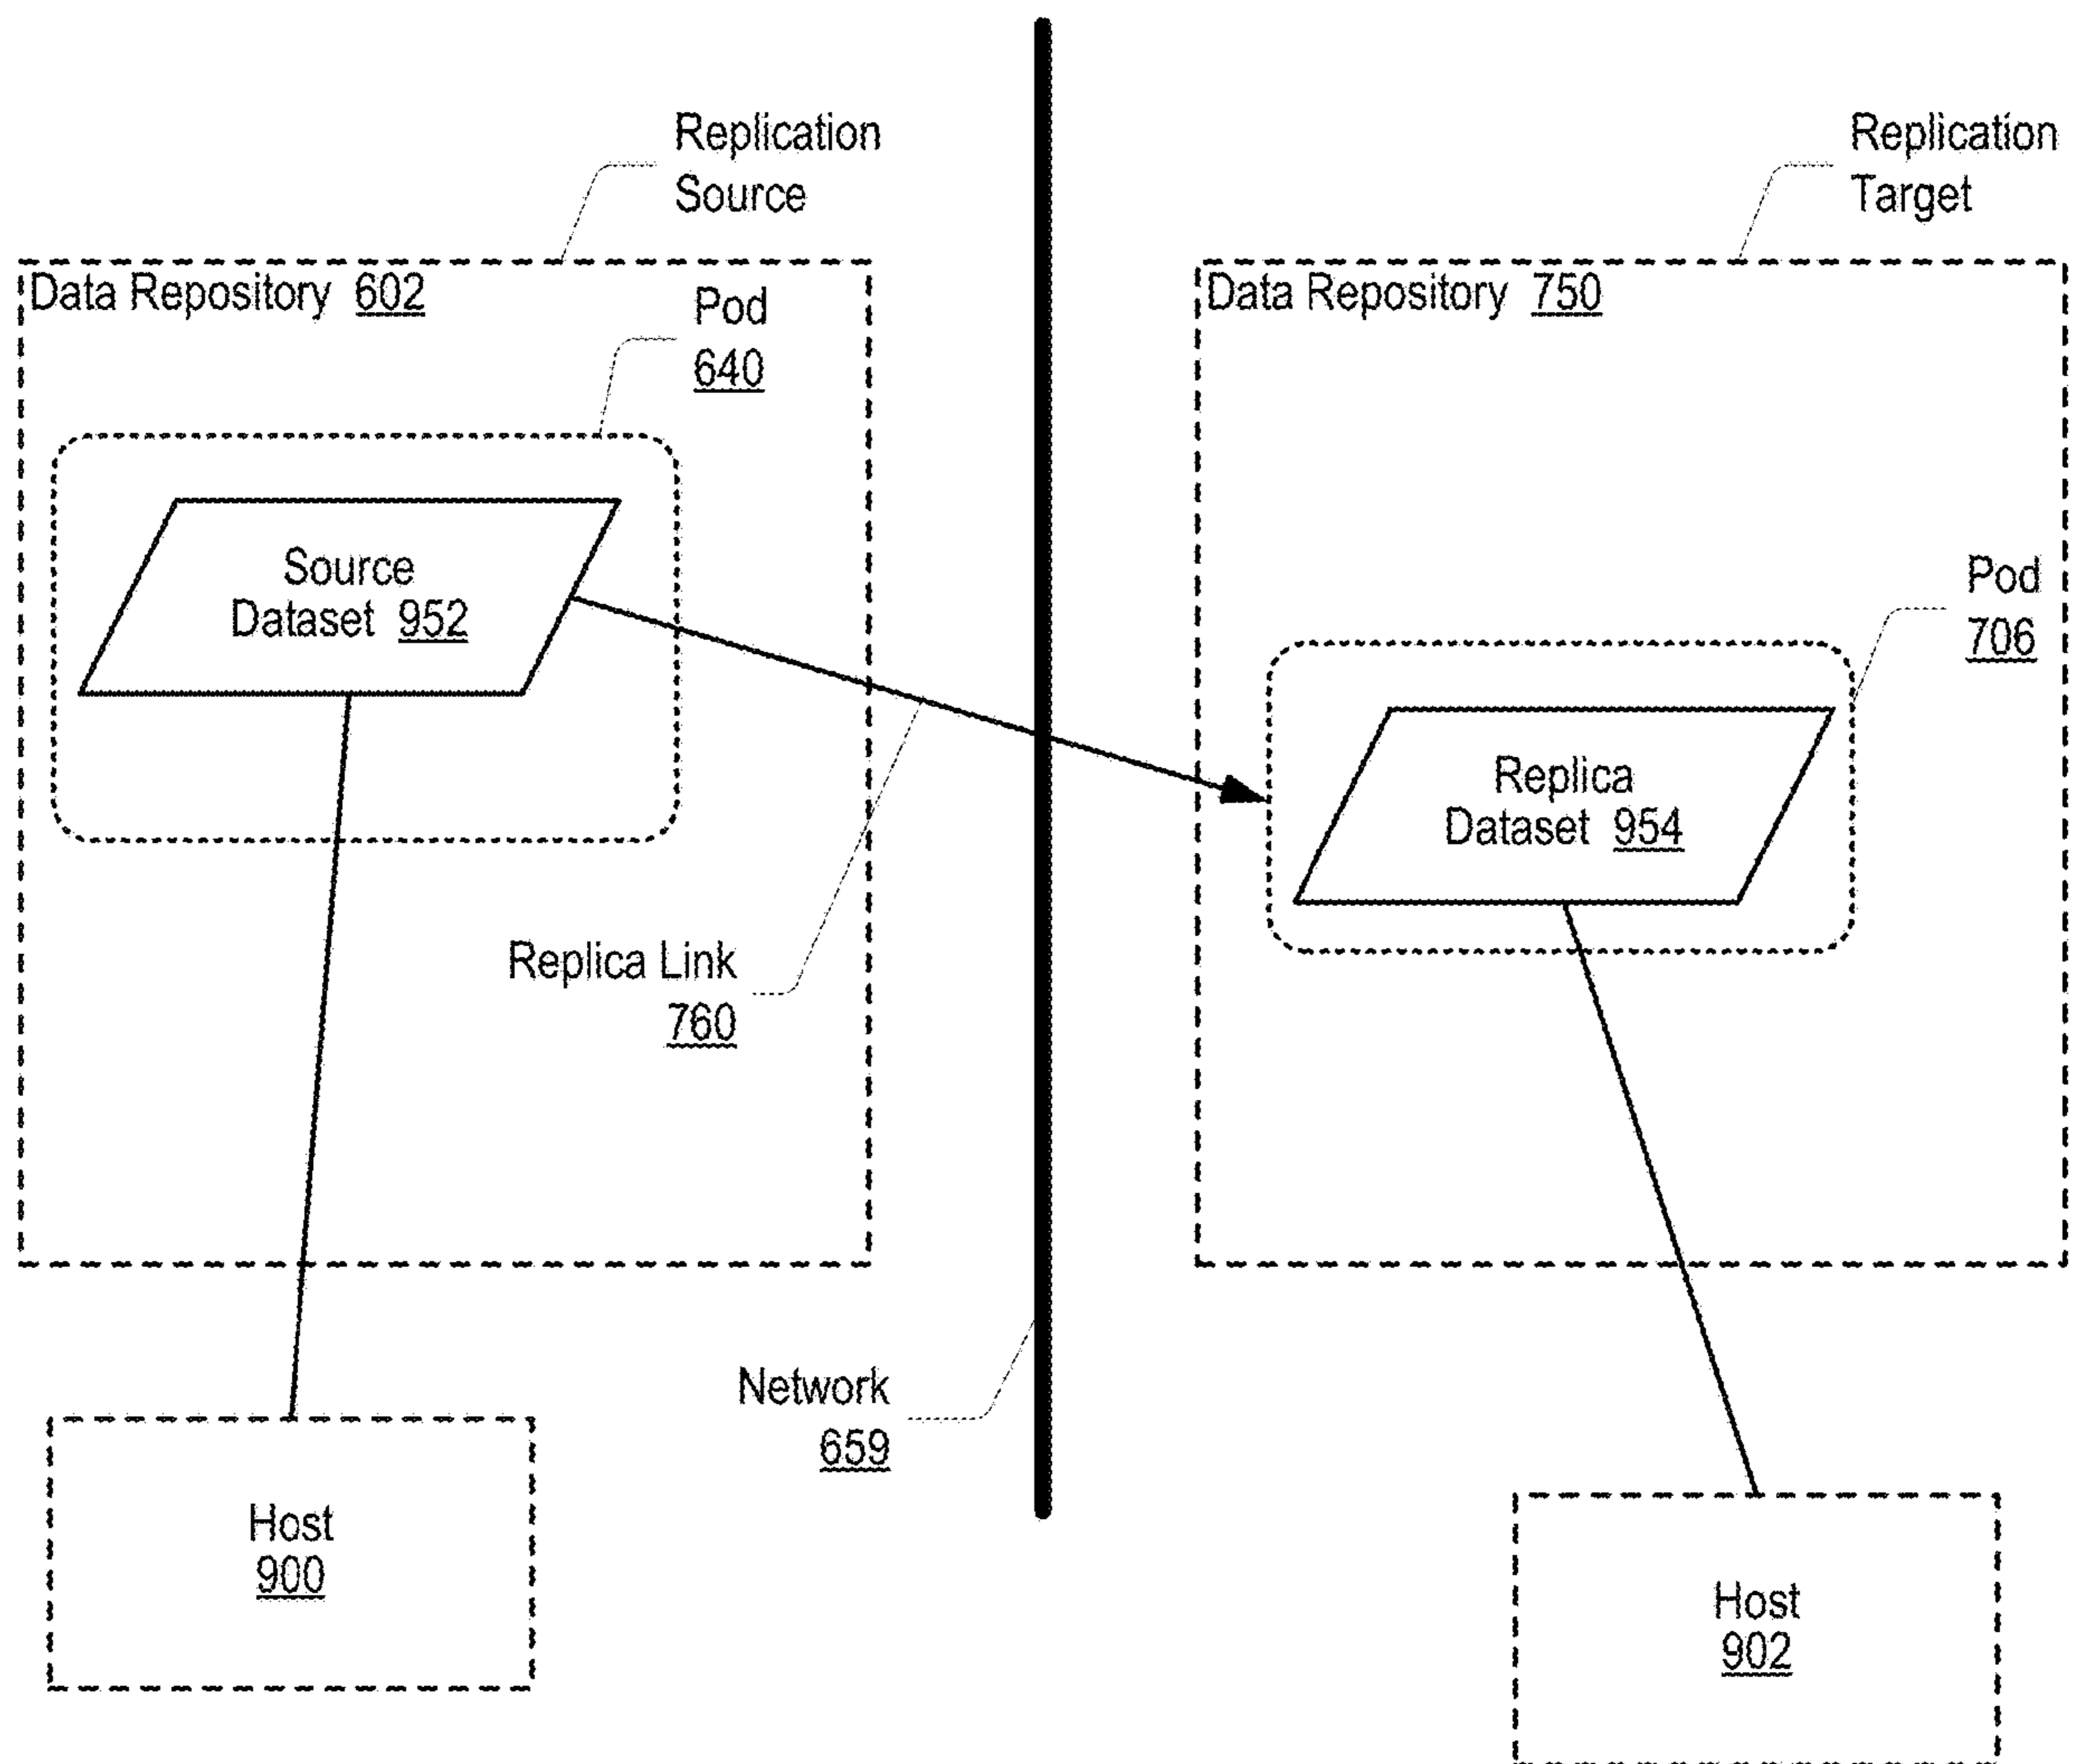 Replication
Source
Replication
Target
Data Repository 602
Pod
640
Data Repository 750
Source
Dataset 952
Pod
706
Replica
Dataset 954
Replica Link
760
Network
659
Host
900
Host
902